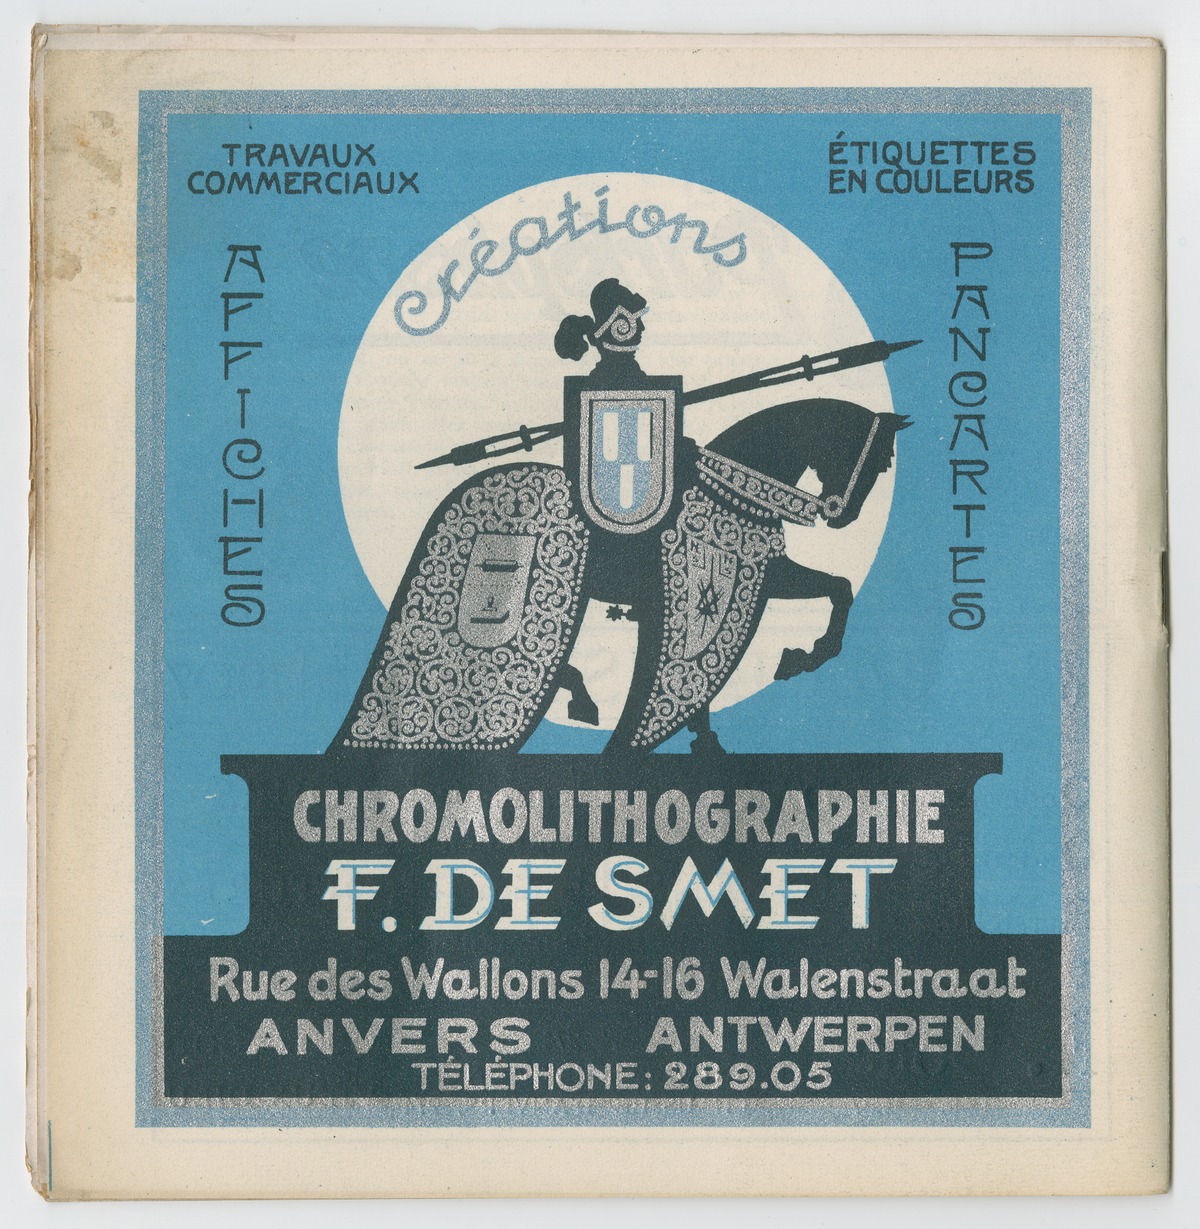 TRAVAUX
COMMERCIAUX
ÉTIQUETTES
EN COULEURS
Créations
AFFICHES
PANCARTES
CHROMOLITHOGRAPHIE
F. DE SMET
Rue des Wallons 14-16 Walenstraat
ANVERS ANTWERPEN
TÉLÉPHONE: 289.05